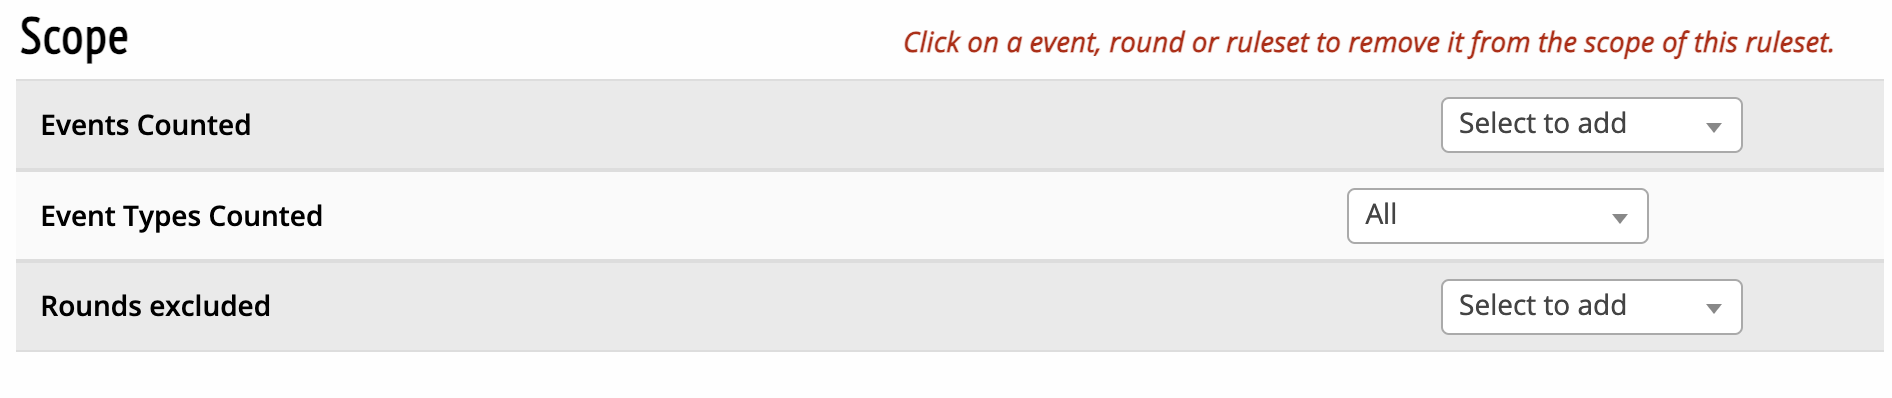 Scope
Click on a event, round or ruleset to remove it from the scope of this ruleset.
Events Counted
Select to add
Event Types Counted
All
Rounds excluded
Select to add